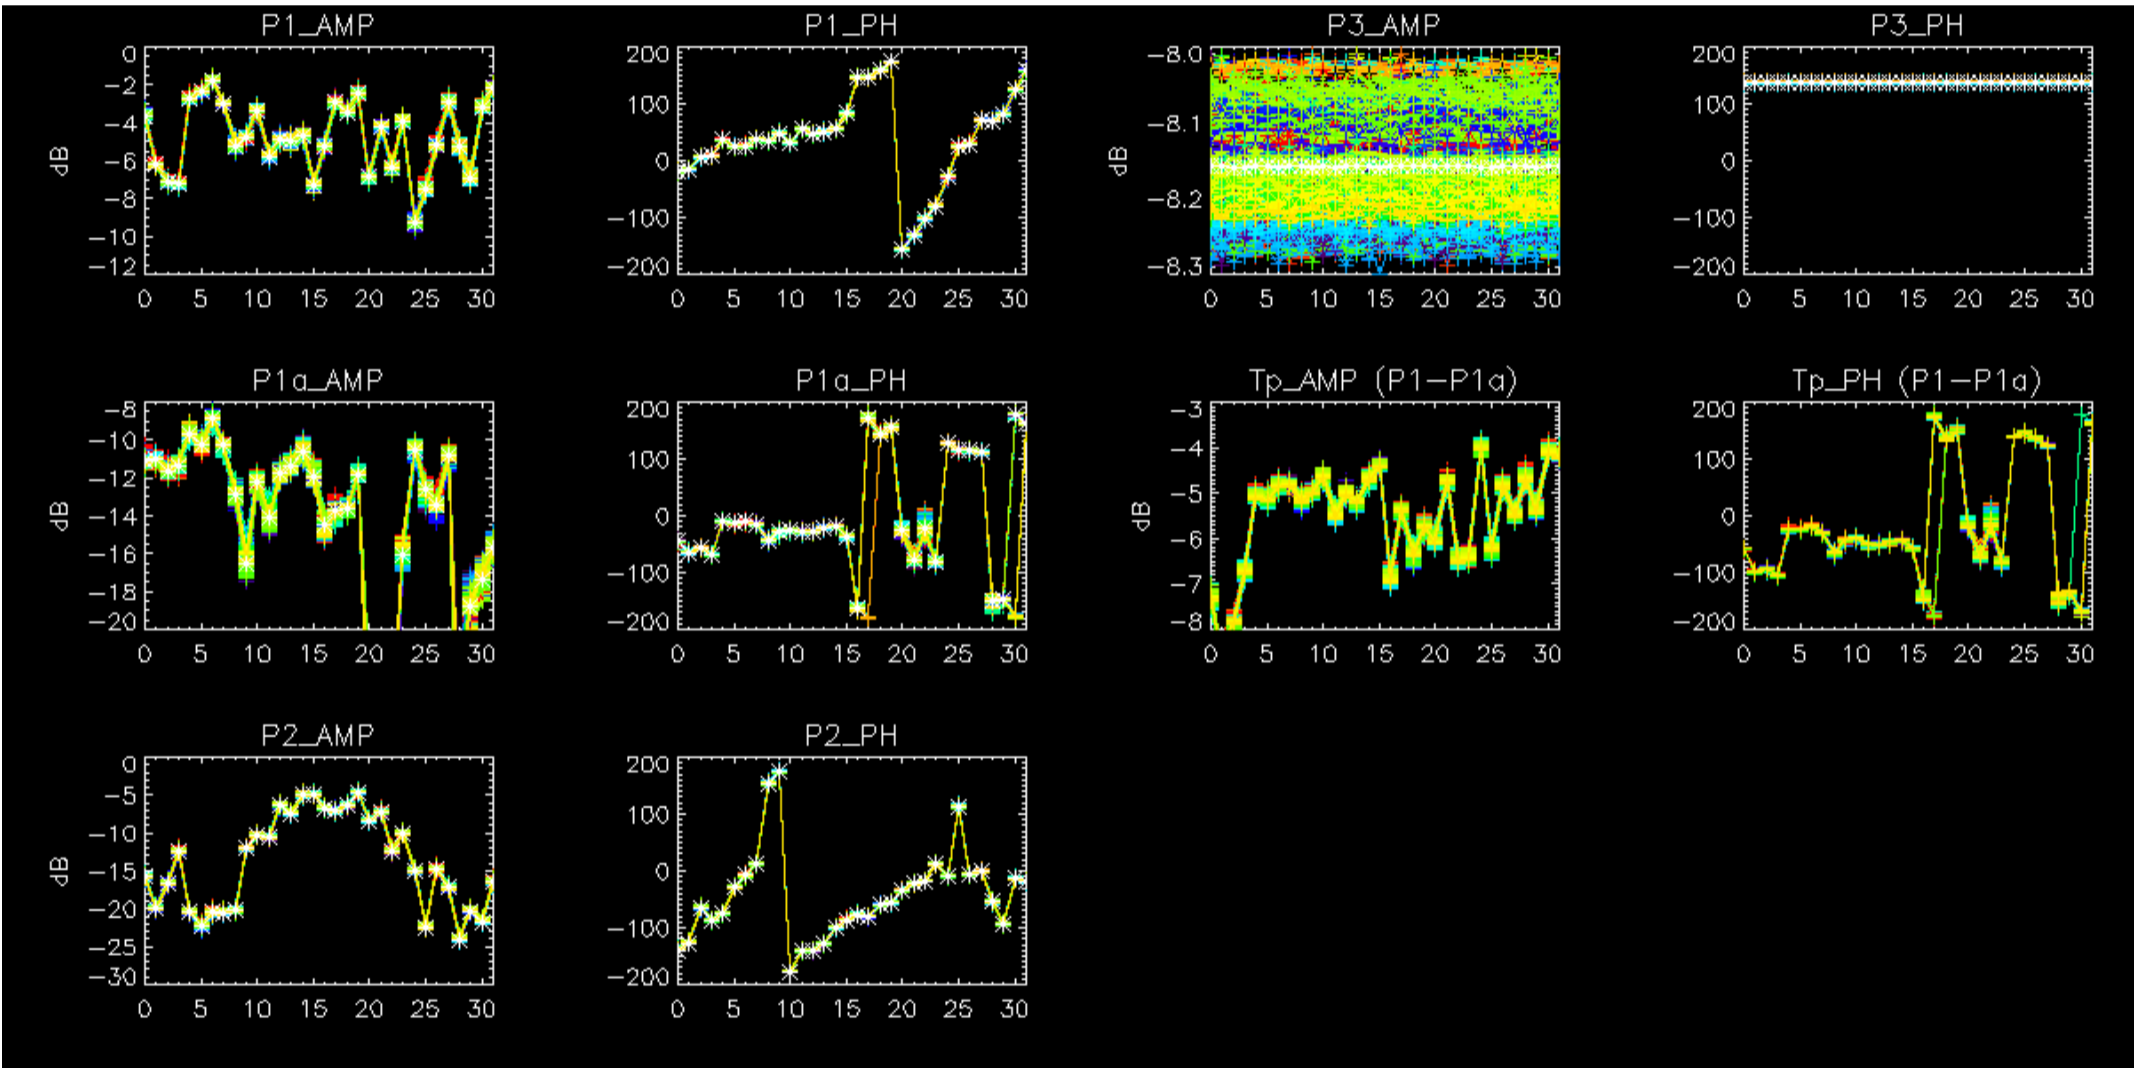 P1_AMP P1_PH P3_AMP P3_PH
0 200 -8.0 200
-2
100 -8.1 100
-4
dB -6 0 dB 0
-8 -100 -8.2 -100
-10
-12 -200 -8.3 -200
0 5 10 15 20 25 30 0 5 10 15 20 25 30 0 5 10 15 20 25 30 0 5 10 15 20 25 30
P1a_AMP P1a_PH Tp_AMP (P1-P1a) Tp_PH (P1-P1a)
-8 200 -3 200
-10 100 -4 100
-12
dB -14 0 dB -5 0
-16 -100 -6 -100
-18 -7
-20 -200 -8 -200
0 5 10 15 20 25 30 0 5 10 15 20 25 30 0 5 10 15 20 25 30 0 5 10 15 20 25 30
P2_AMP P2_PH
0 200
-5 100
-10
dB -15 0
-20 -100
-25
-30 -200
0 5 10 15 20 25 30 0 5 10 15 20 25 30